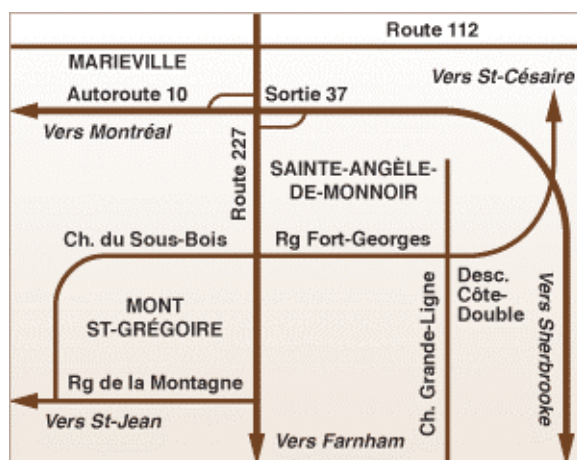 Route 112
MARIEVILLE
Vers St-Césaire
Autoroute 10
Sortie 37
Vers Montréal
Route 227
SAINTE-ANGÈLE-
DE-MONNOIR
Ch. du Sous-Bois
Rg Fort-Georges
Desc.
Côte-
Double
MONT
ST-GRÉGOIRE
Ch. Grande-Ligne
Vers Sherbrooke
Rg de la Montagne
Vers St-Jean
Vers Farnham